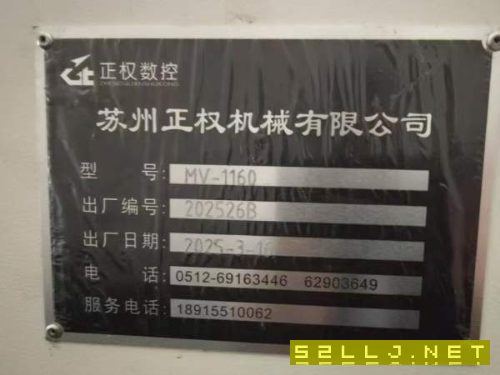 正权数控
ZHENGQUANSHUKONG
苏州正权机械有限公司
型 号: MV-1160
出厂编号: 202526B
出厂日期: 2025-3-16
电 话: 0512-69163446 62903649
服务电话: 18915510062
52LLJ.NET